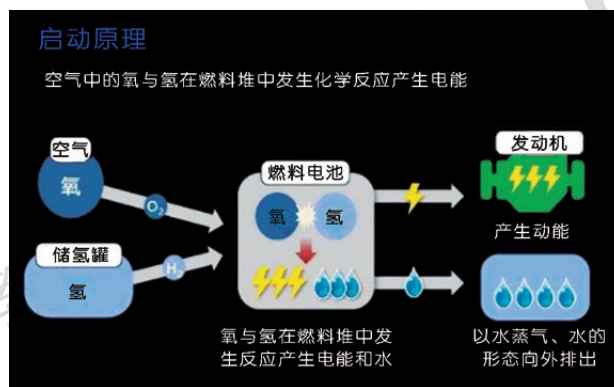 启动原理
空气中的氧与氢在燃料堆中发生化学反应产生电能
空气
氧
O₂
储氢罐
氢
H₂
燃料电池
氧
氢
氧与氢在燃料堆中发
生反应产生电能和水
发动机
产生动能
以水蒸气、水的
形态向外排出